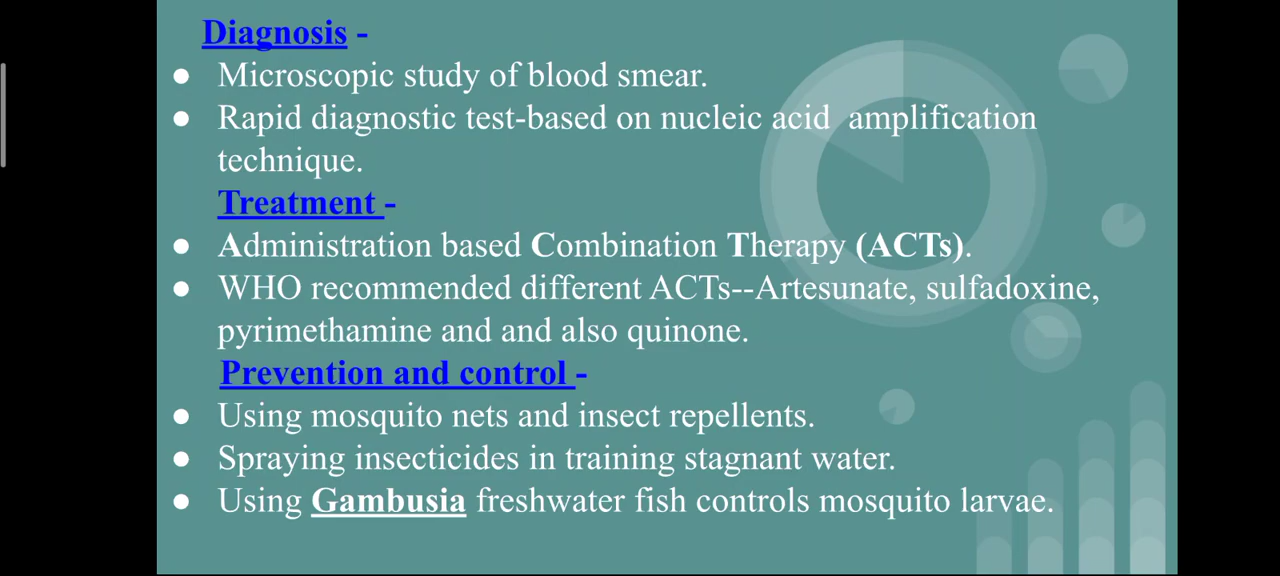 Diagnosis -
● Microscopic study of blood smear.
● Rapid diagnostic test-based on nucleic acid amplification
technique.
Treatment -
● Administration based Combination Therapy (ACTs).
● WHO recommended different ACTs--Artesunate, sulfadoxine,
pyrimethamine and and also quinone.
Prevention and control -
● Using mosquito nets and insect repellents.
● Spraying insecticides in training stagnant water.
● Using Gambusia freshwater fish controls mosquito larvae.